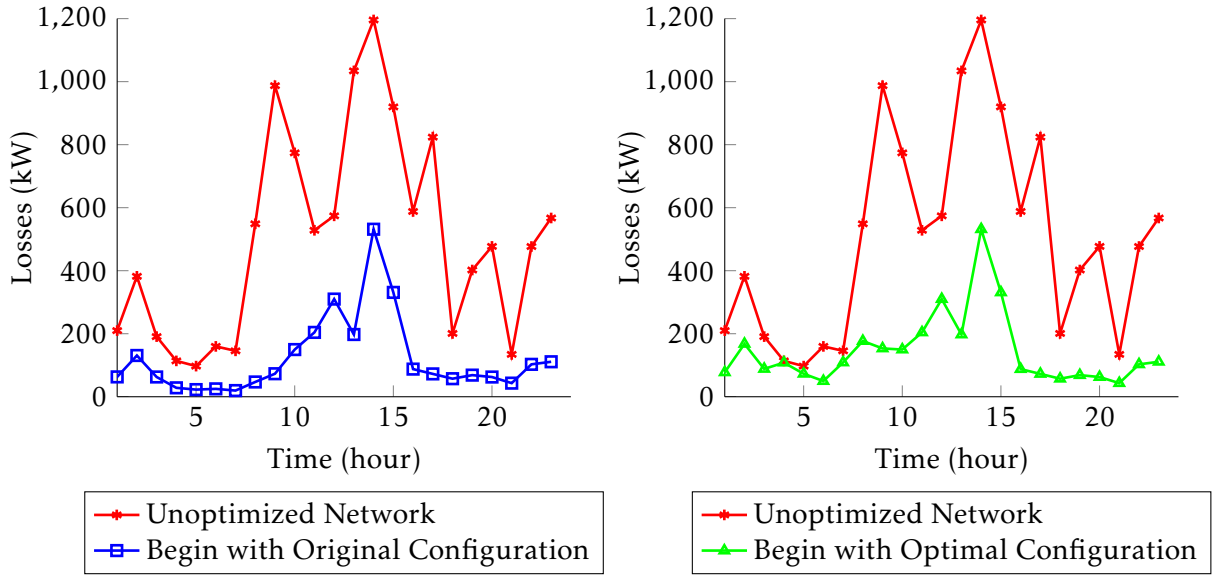 1,200
1,000
800
600
400
200
0
Losses (kW)
5 10 15 20
Time (hour)
Unoptimized Network
Begin with Original Configuration
1,200
1,000
800
600
400
200
0
Losses (kW)
5 10 15 20
Time (hour)
Unoptimized Network
Begin with Optimal Configuration